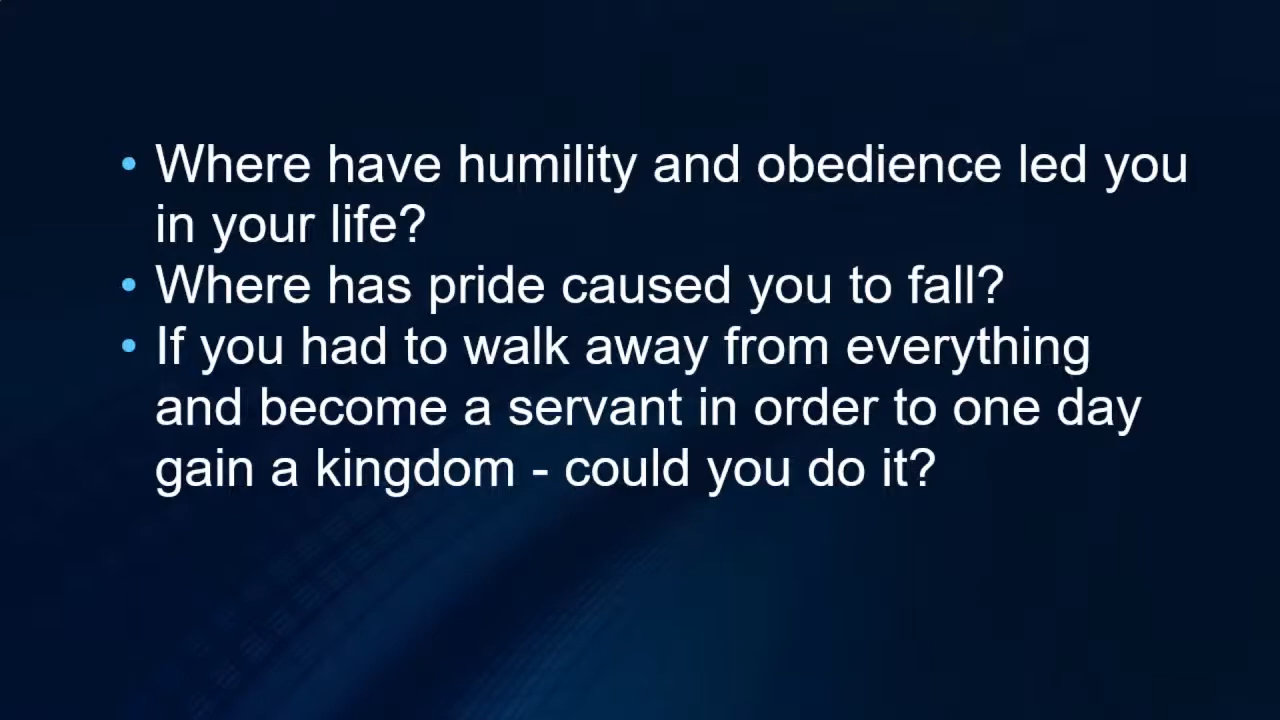 • Where have humility and obedience led you
in your life?
• Where has pride caused you to fall?
• If you had to walk away from everything
and become a servant in order to one day
gain a kingdom - could you do it?